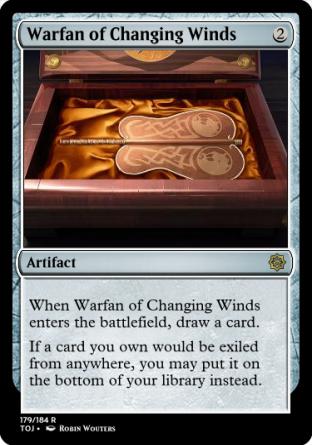 Warfan of Changing Winds 2
Artifact
When Warfan of Changing Winds
enters the battlefield, draw a card.
If a card you own would be exiled
from anywhere, you may put it on
the bottom of your library instead.
179/184 R
TOJ • Robin Wouters